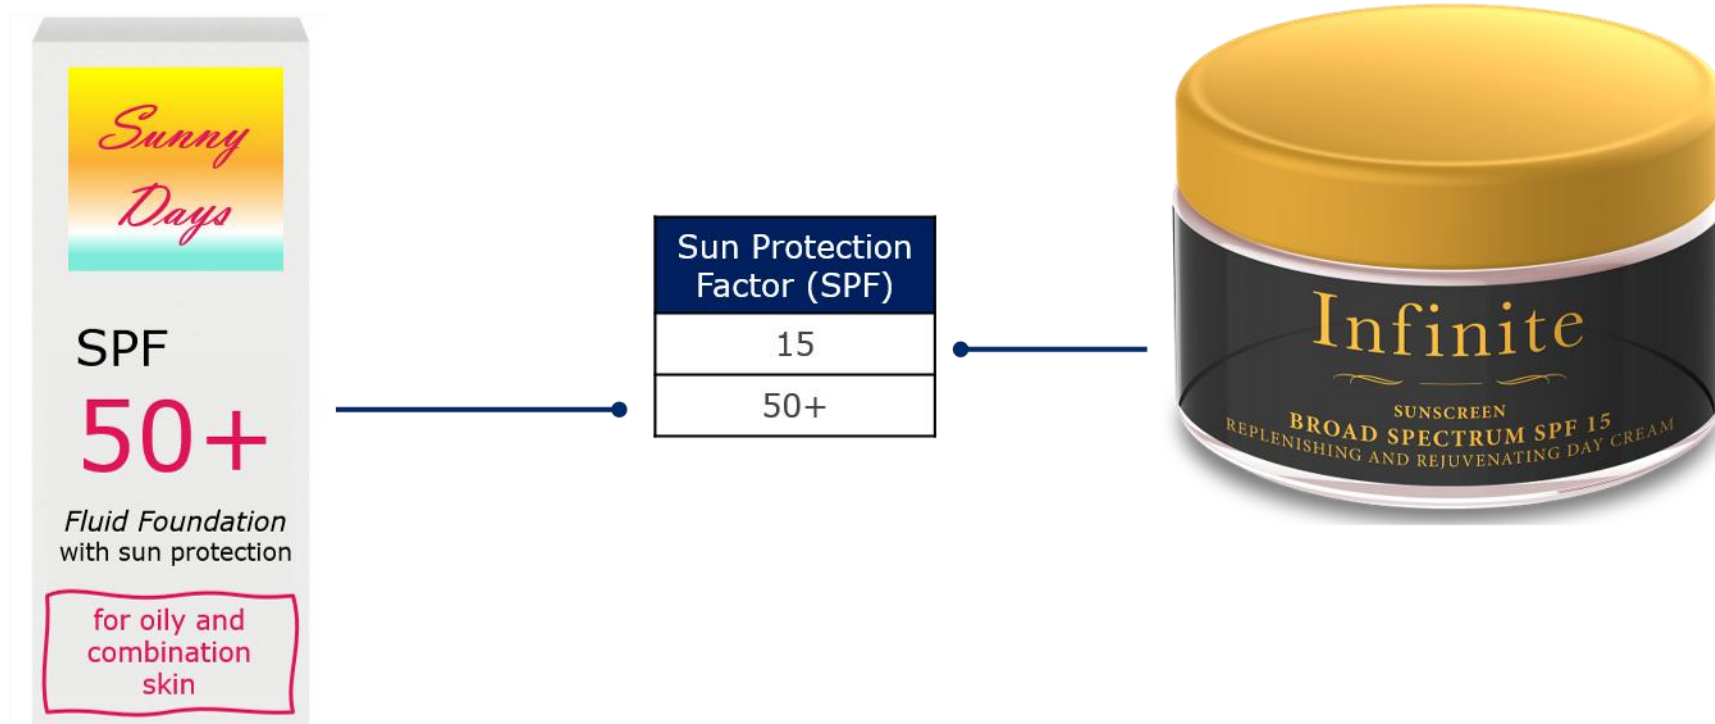 Sunny
Days
SPF
50+
Fluid Foundation
with sun protection
for oily and
combination
skin
Sun Protection
Factor (SPF)
15
50+
Infinite
SUNSCREEN
BROAD SPECTRUM SPF 15
REPLENISHING AND REJUVENATING DAY CREAM